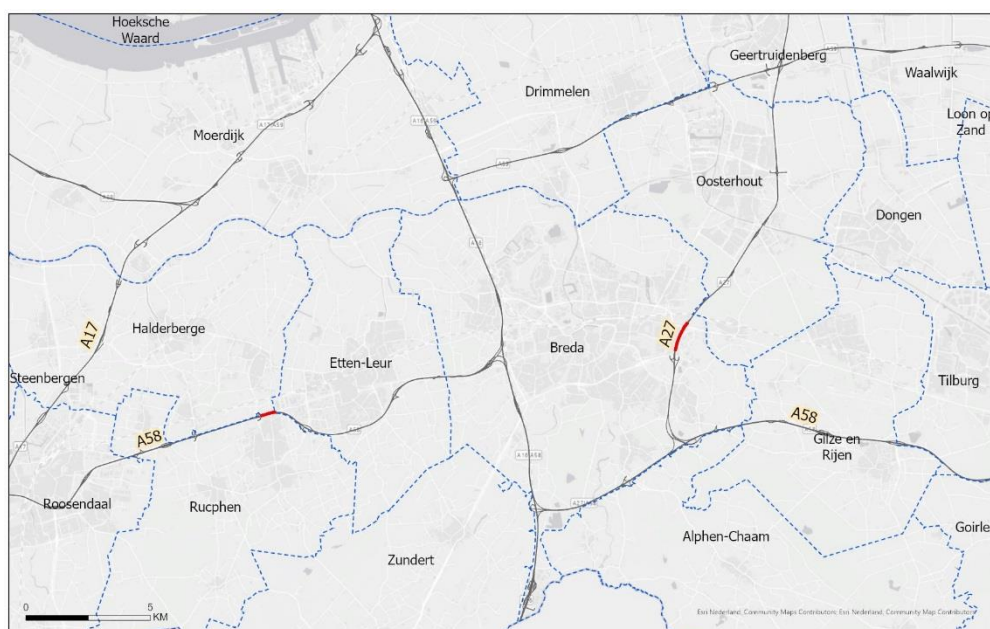 Hoeksche
Waard
Geertruidenberg
Waalwijk
Drimmelen
Loon op
Zand
Moerdijk
Oosterhout
Dongen
A17
Halderberge
A27
Etten-Leur
Breda
Steenbergen
Tilburg
A58
A58
Gilze en
Rijen
Roosendaal
Rucphen
Alphen-Chaam
Goirle
Zundert
0
5
KM
Esri Nederland, Community Maps Contributors; Esri Nederland, Community Map Contributors